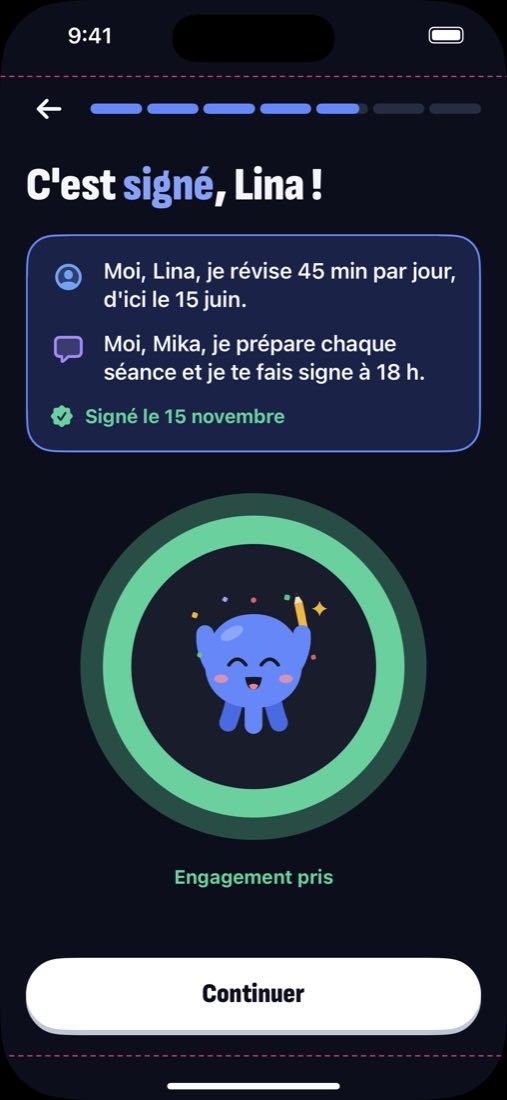 9:41
C'est signé, Lina !
Moi, Lina, je révise 45 min par jour,
d'ici le 15 juin.
Moi, Mika, je prépare chaque
séance et je te fais signe à 18 h.
Signé le 15 novembre
Engagement pris
Continuer